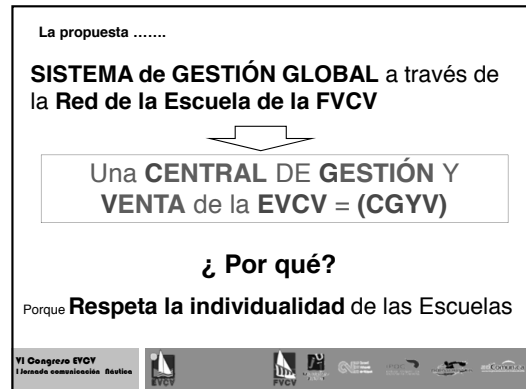 La propuesta …….
SISTEMA de GESTIÓN GLOBAL a través de
la Red de la Escuela de la FVCV
Una CENTRAL DE GESTIÓN Y
VENTA de la EVCV = (CGYV)
¿ Por qué?
Porque Respeta la individualidad de las Escuelas
VI Congreso EVCV
I Jornada comunicación Náutica
EVCV
FVCV